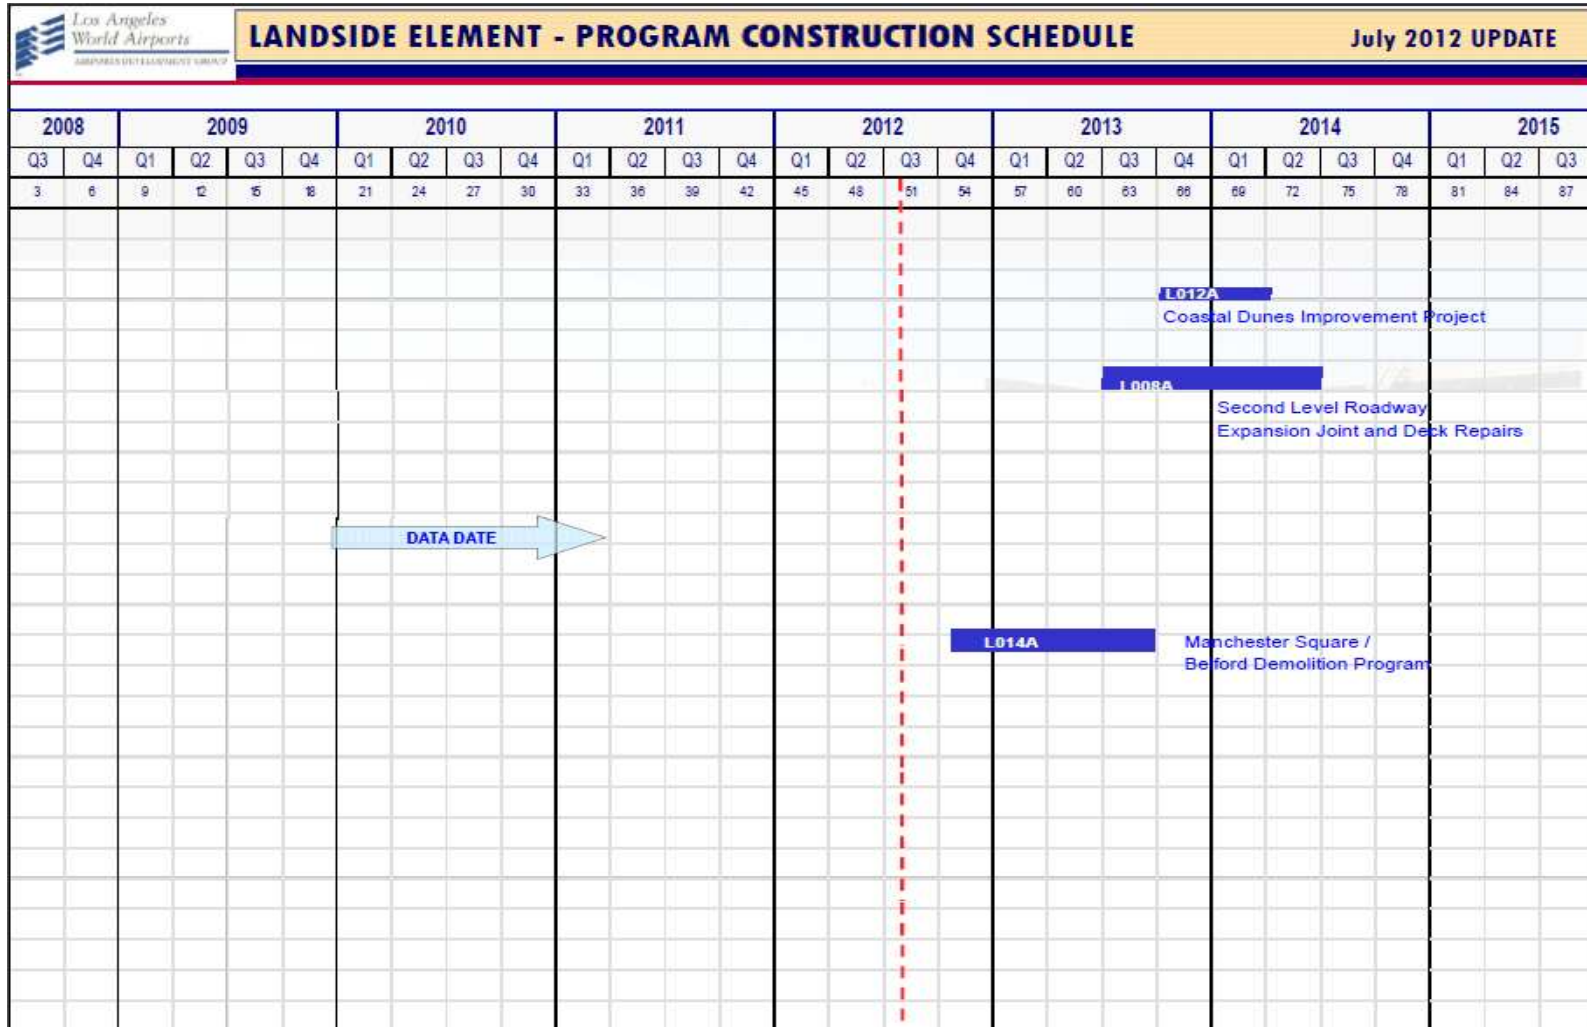 Los Angeles
World Airports
AIRPORTS DEVELOPMENT GROUP
LANDSIDE ELEMENT - PROGRAM CONSTRUCTION SCHEDULE
July 2012 UPDATE
2008 2009 2010 2011 2012 2013 2014 2015
Q3 Q4 Q1 Q2 Q3 Q4 Q1 Q2 Q3 Q4 Q1 Q2 Q3 Q4 Q1 Q2 Q3 Q4 Q1 Q2 Q3 Q4 Q1 Q2 Q3 Q4 Q1 Q2 Q3
3 6 9 12 15 18 21 24 27 30 33 36 39 42 45 48 51 54 57 60 63 66 69 72 75 78 81 84 87
L012A
Coastal Dunes Improvement Project
L008A
Second Level Roadway
Expansion Joint and Deck Repairs
DATA DATE
L014A
Manchester Square /
Belford Demolition Program